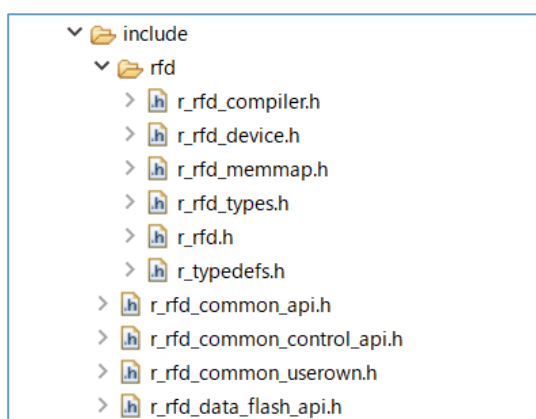 include
rfd
.h r_rfd_compiler.h
.h r_rfd_device.h
.h r_rfd_memmap.h
.h r_rfd_types.h
.h r_rfd.h
.h r_typedefs.h
.h r_rfd_common_api.h
.h r_rfd_common_control_api.h
.h r_rfd_common_userown.h
.h r_rfd_data_flash_api.h